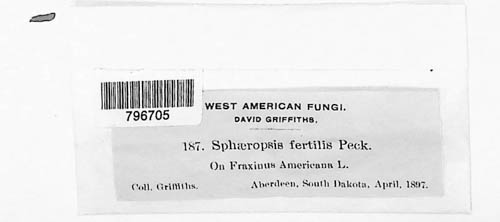 WEST AMERICAN FUNGI.
DAVID GRIFFITHS.
796705
187. Sphæropsis fertilis Peck.
On Fraxinus Americana L.
Coll. Griffiths. Aberdeen, South Dakota, April, 1897.